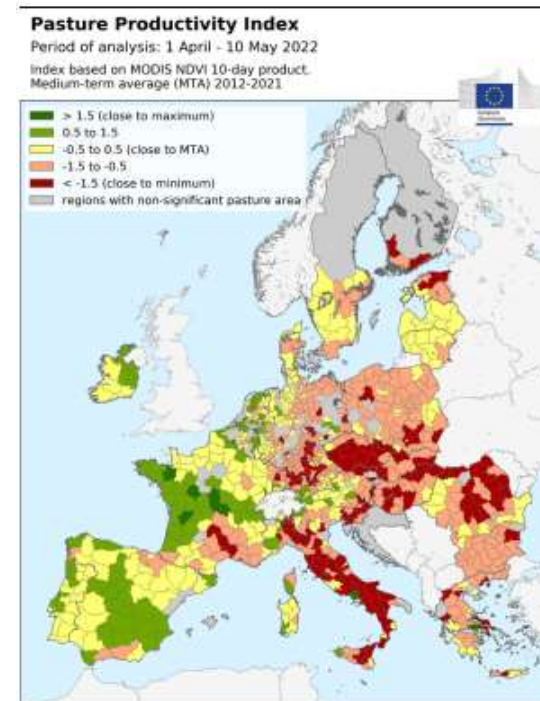 Pasture Productivity Index
Period of analysis: 1 April - 10 May 2022
Index based on MODIS NDVI 10-day product.
Medium-term average (MTA) 2012-2021
> 1.5 (close to maximum)
0.5 to 1.5
-0.5 to 0.5 (close to MTA)
-1.5 to -0.5
< -1.5 (close to minimum)
regions with non-significant pasture area
European
Commission